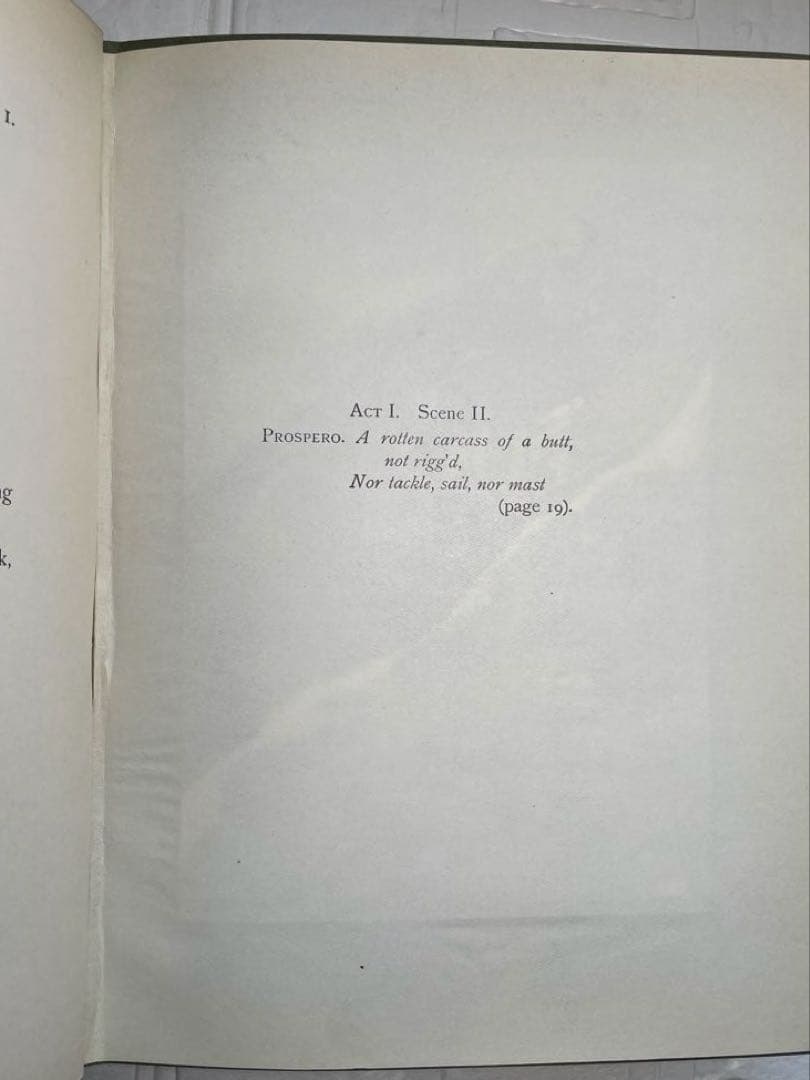 I.
g
k,
Act I. Scene II.
Prospero. A rotten carcass of a butt,
not rigg'd,
Nor tackle, sail, nor mast
(page 19).